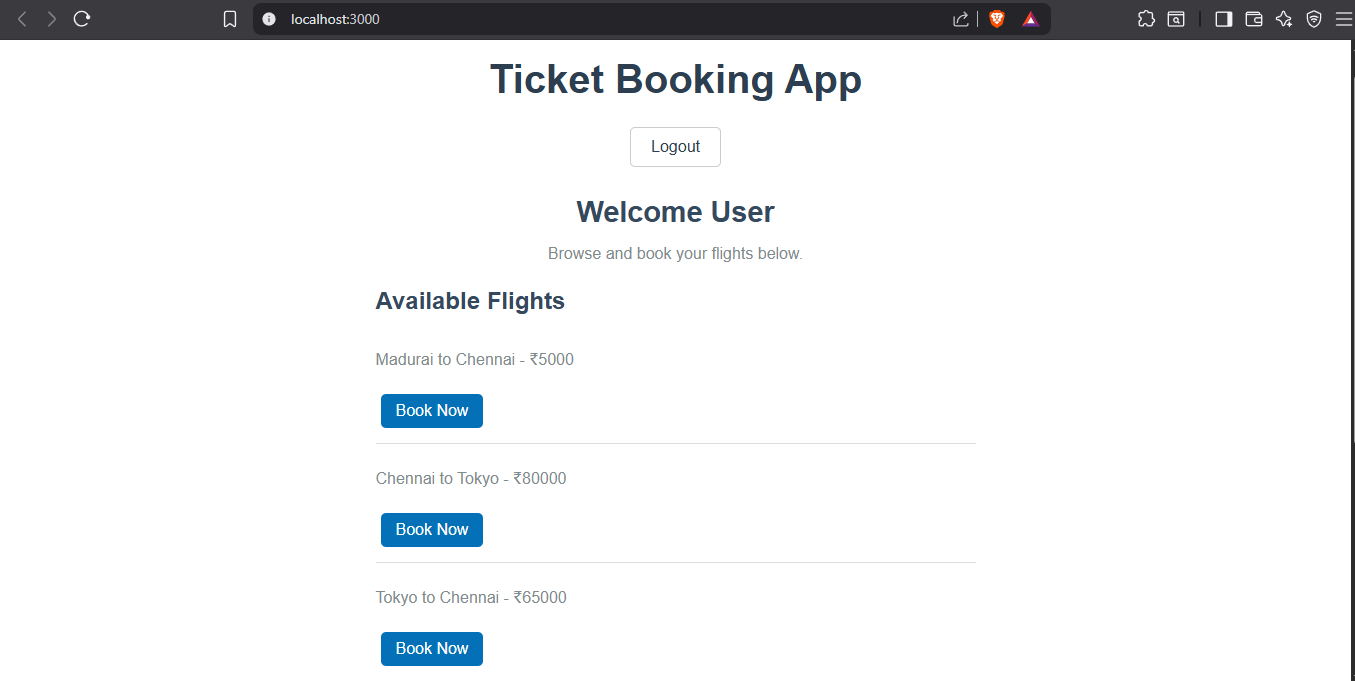 localhost:3000
Ticket Booking App
Logout
Welcome User
Browse and book your flights below.
Available Flights
Madurai to Chennai - ₹5000
Book Now
Chennai to Tokyo - ₹80000
Book Now
Tokyo to Chennai - ₹65000
Book Now